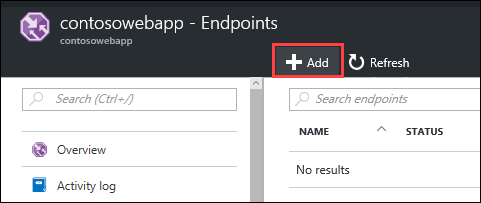 contosowebapp - Endpoints
contosowebapp
Add Refresh
Search (Ctrl+/)
Search endpoints
NAME STATUS
Overview
No results
Activity log